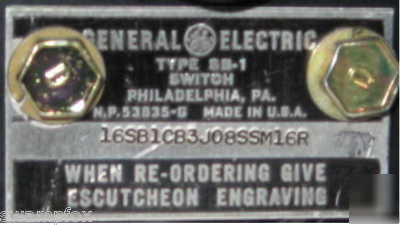 GENERAL ELECTRIC
TYPE SB-1
SWITCH
PHILADELPHIA, PA.
N.P. 53835-G MADE IN U.S.A.
16SB1CB3J08SSM16R
WHEN RE-ORDERING GIVE
ESCUTCHEON ENGRAVING